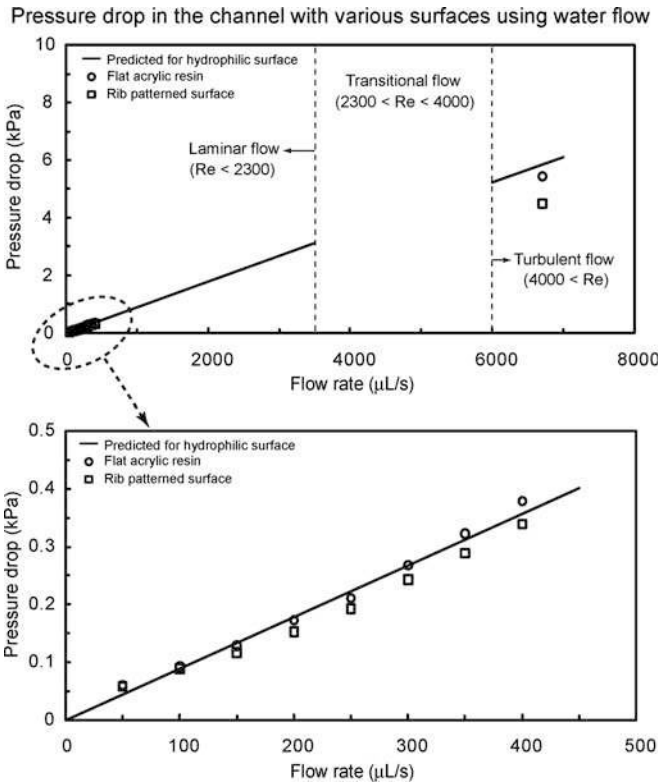 Pressure drop in the channel with various surfaces using water flow
10
8
6
4
2
0
Pressure drop (kPa)
Predicted for hydrophilic surface
Flat acrylic resin
Rib patterned surface
Laminar flow
(Re < 2300)
Transitional flow
(2300 < Re < 4000)
Turbulent flow
(4000 < Re)
0
2000
4000
6000
8000
Flow rate (μL/s)
0.5
0.4
0.3
0.2
0.1
0
Pressure drop (kPa)
Predicted for hydrophilic surface
Flat acrylic resin
Rib patterned surface
0
100
200
300
400
500
Flow rate (μL/s)